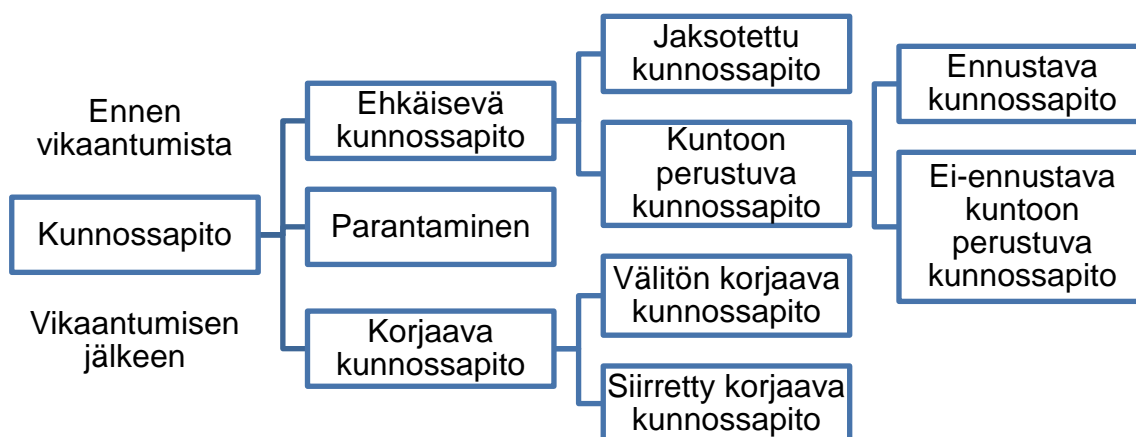 Ennen
vikaantumista
Kunnossapito
Vikaantumisen
jälkeen
Ehkäisevä
kunnossapito
Parantaminen
Korjaava
kunnossapito
Jaksotettu
kunnossapito
Kuntoon
perustuva
kunnossapito
Välitön korjaava
kunnossapito
Siirretty korjaava
kunnossapito
Ennustava
kunnossapito
Ei-ennustava
kuntoon
perustuva
kunnossapito